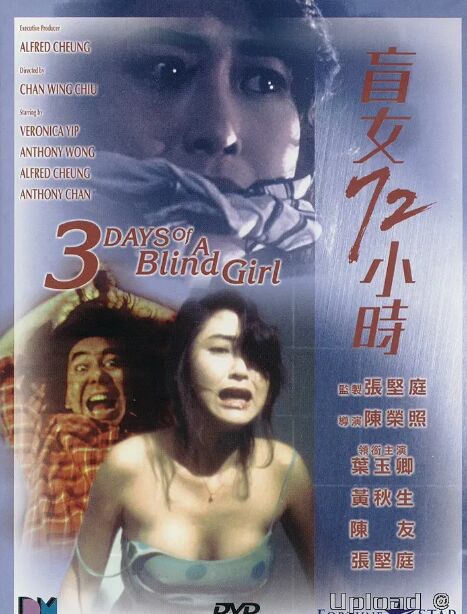 Executive Producer
ALFRED CHEUNG
Directed by
CHAN WING CHIU
Starring by
VERONICA YIP
ANTHONY WONG
ALFRED CHEUNG
ANTHONY CHAN
盲女72小時
3 DAYS Of A
Blind Girl
監製 張堅庭
導演 陳榮照
領銜主演
葉玉卿
黃秋生
陳友
張堅庭
DVD
Upload @